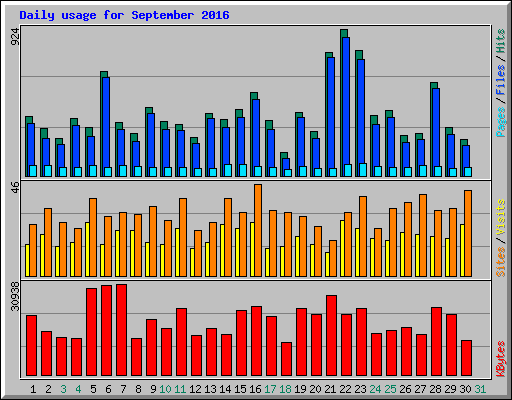 Daily usage for September 2016
924
Pages / Files / Hits
46
Sites / Visits
30938
KBytes
1 2 3 4 5 6 7 8 9 10 11 12 13 14 15 16 17 18 19 20 21 22 23 24 25 26 27 28 29 30 31